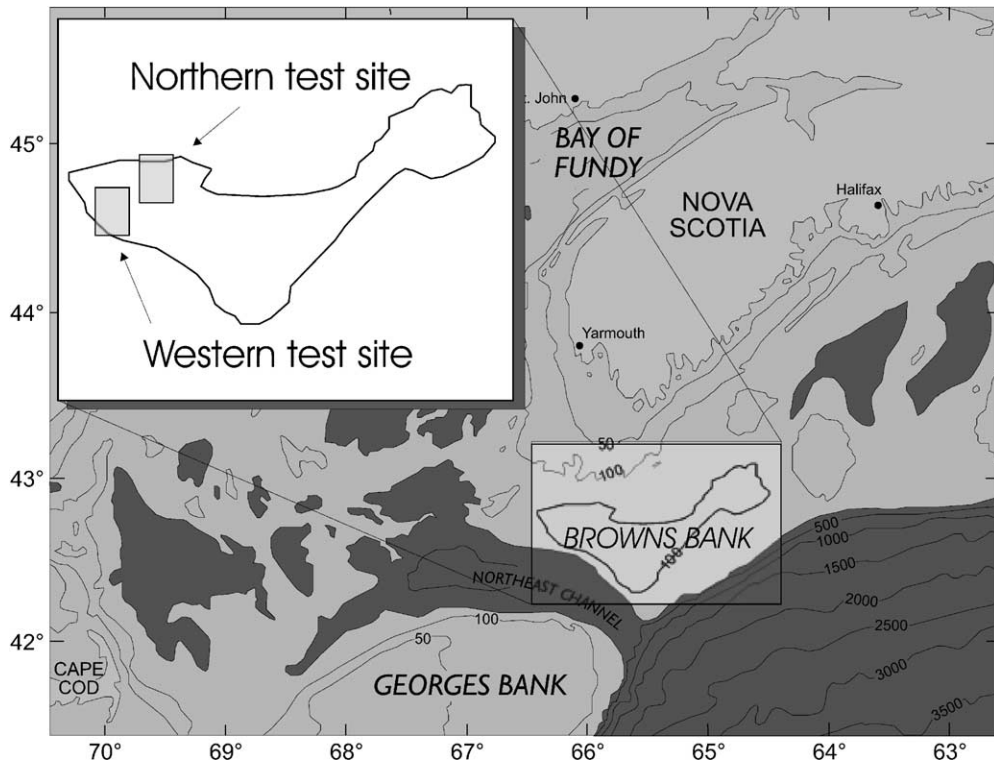 Northern test site
Western test site
t. John
BAY OF
FUNDY
NOVA
SCOTIA
Halifax
Yarmouth
50
100
BROWNS BANK
100
NORTHEAST CHANNEL
500
1000
1500
2000
2500
3000
3500
50
100
GEORGES BANK
CAPE
COD
45°
44°
43°
42°
70°
69°
68°
67°
66°
65°
64°
63°